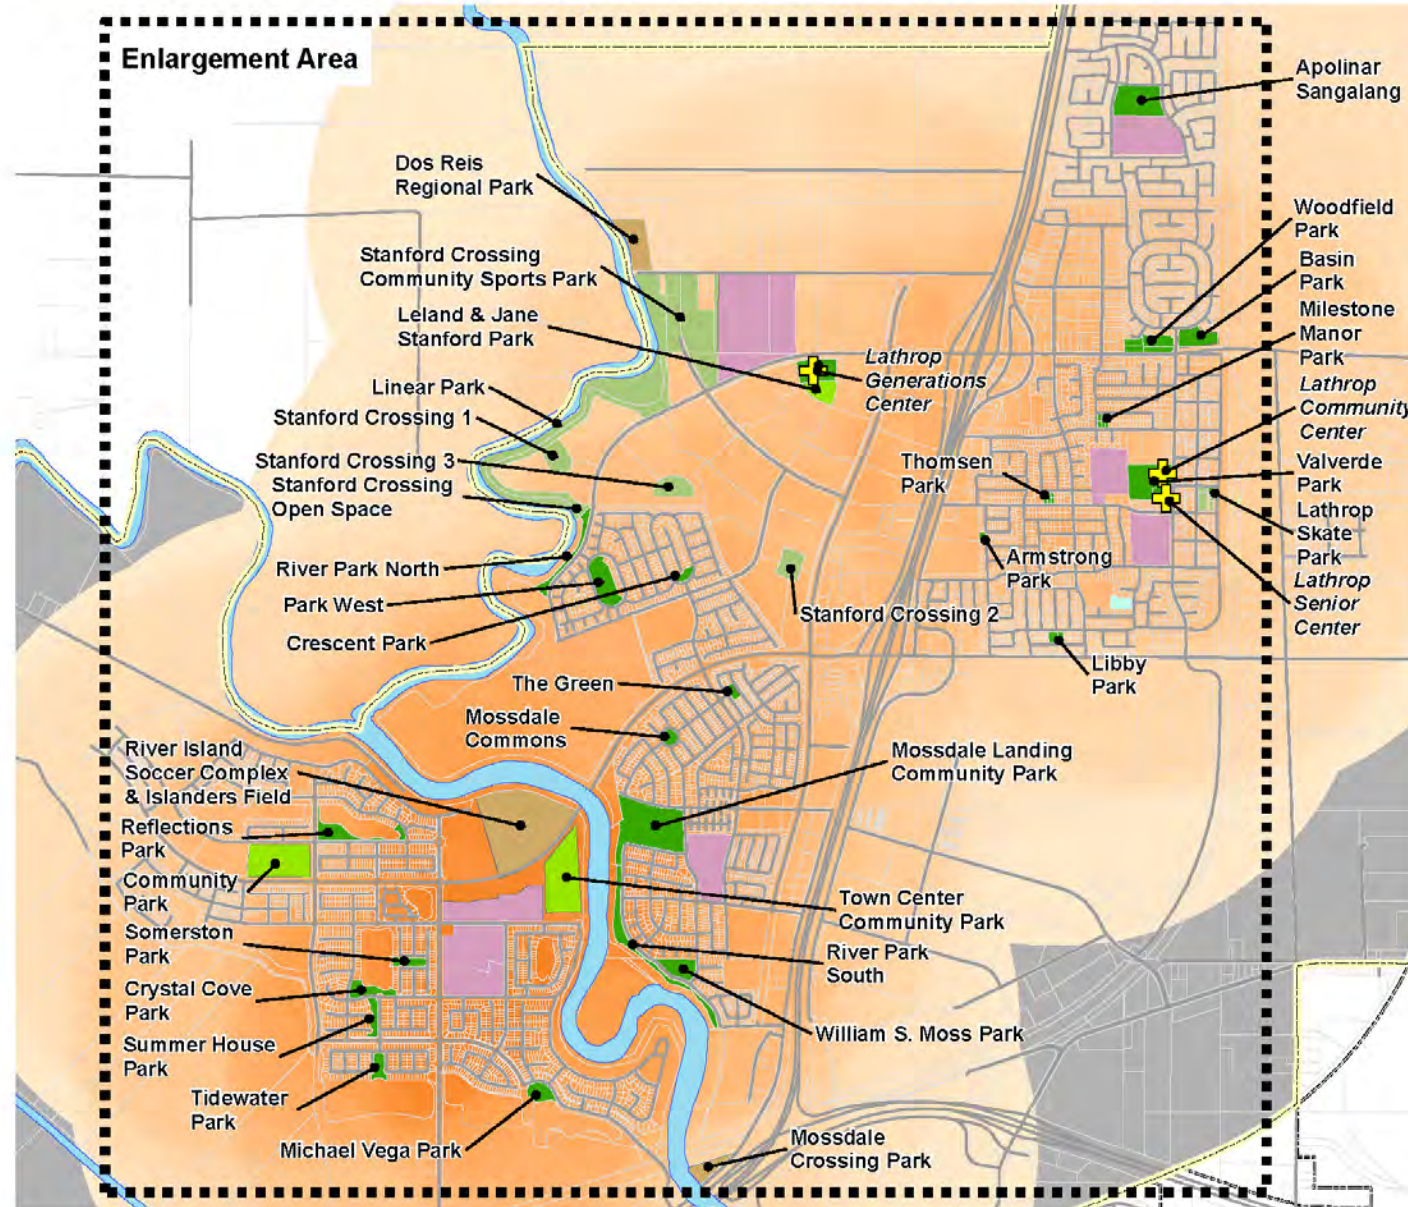 Enlargement Area
Apolinar
Sangalang
Dos Reis
Regional Park
Woodfield
Park
Stanford Crossing
Community Sports Park
Basin
Park
Leland & Jane
Stanford Park
Milestone
Manor
Park
Lathrop
Generations
Center
Linear Park
Lathrop
Community
Center
Stanford Crossing 1
Stanford Crossing 3
Thomsen
Park
Valverde
Park
Stanford Crossing
Open Space
Lathrop
Skate
Park
River Park North
Armstrong
Park
Park West
Lathrop
Senior
Center
Stanford Crossing 2
Crescent Park
Libby
Park
The Green
Mossdale
Commons
River Island
Soccer Complex
& Islanders Field
Mossdale Landing
Community Park
Reflections
Park
Community
Park
Town Center
Community Park
Somerston
Park
River Park
South
Crystal Cove
Park
William S. Moss Park
Summer House
Park
Tidewater
Park
Michael Vega Park
Mossdale
Crossing Park